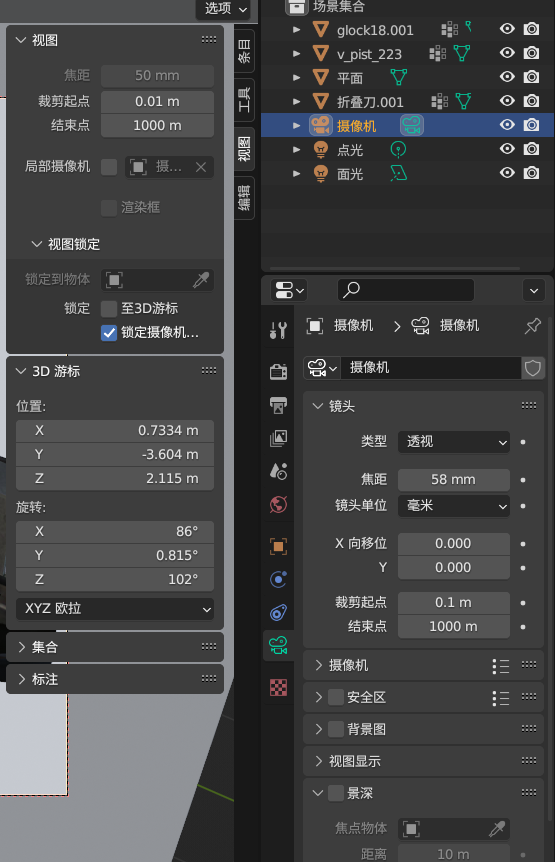 选项
视图
焦距 50 mm
裁剪起点 0.01 m
结束点 1000 m
局部摄像机 摄...
渲染框
视图锁定
锁定到物体
锁定 至3D游标
锁定摄像机...
3D 游标
位置:
X 0.7334 m
Y -3.604 m
Z 2.115 m
旋转:
X 86°
Y 0.815°
Z 102°
XYZ 欧拉
集合
标注
条目
工具
视图
编辑
场景集合
glock18.001
v_pist_223
平面
折叠刀.001
摄像机
点光
面光
摄像机 摄像机
摄像机
镜头
类型 透视
焦距 58 mm
镜头单位 毫米
X 向移位 0.000
Y 0.000
裁剪起点 0.1 m
结束点 1000 m
摄像机
安全区
背景图
视图显示
景深
焦点物体
距离 10 m